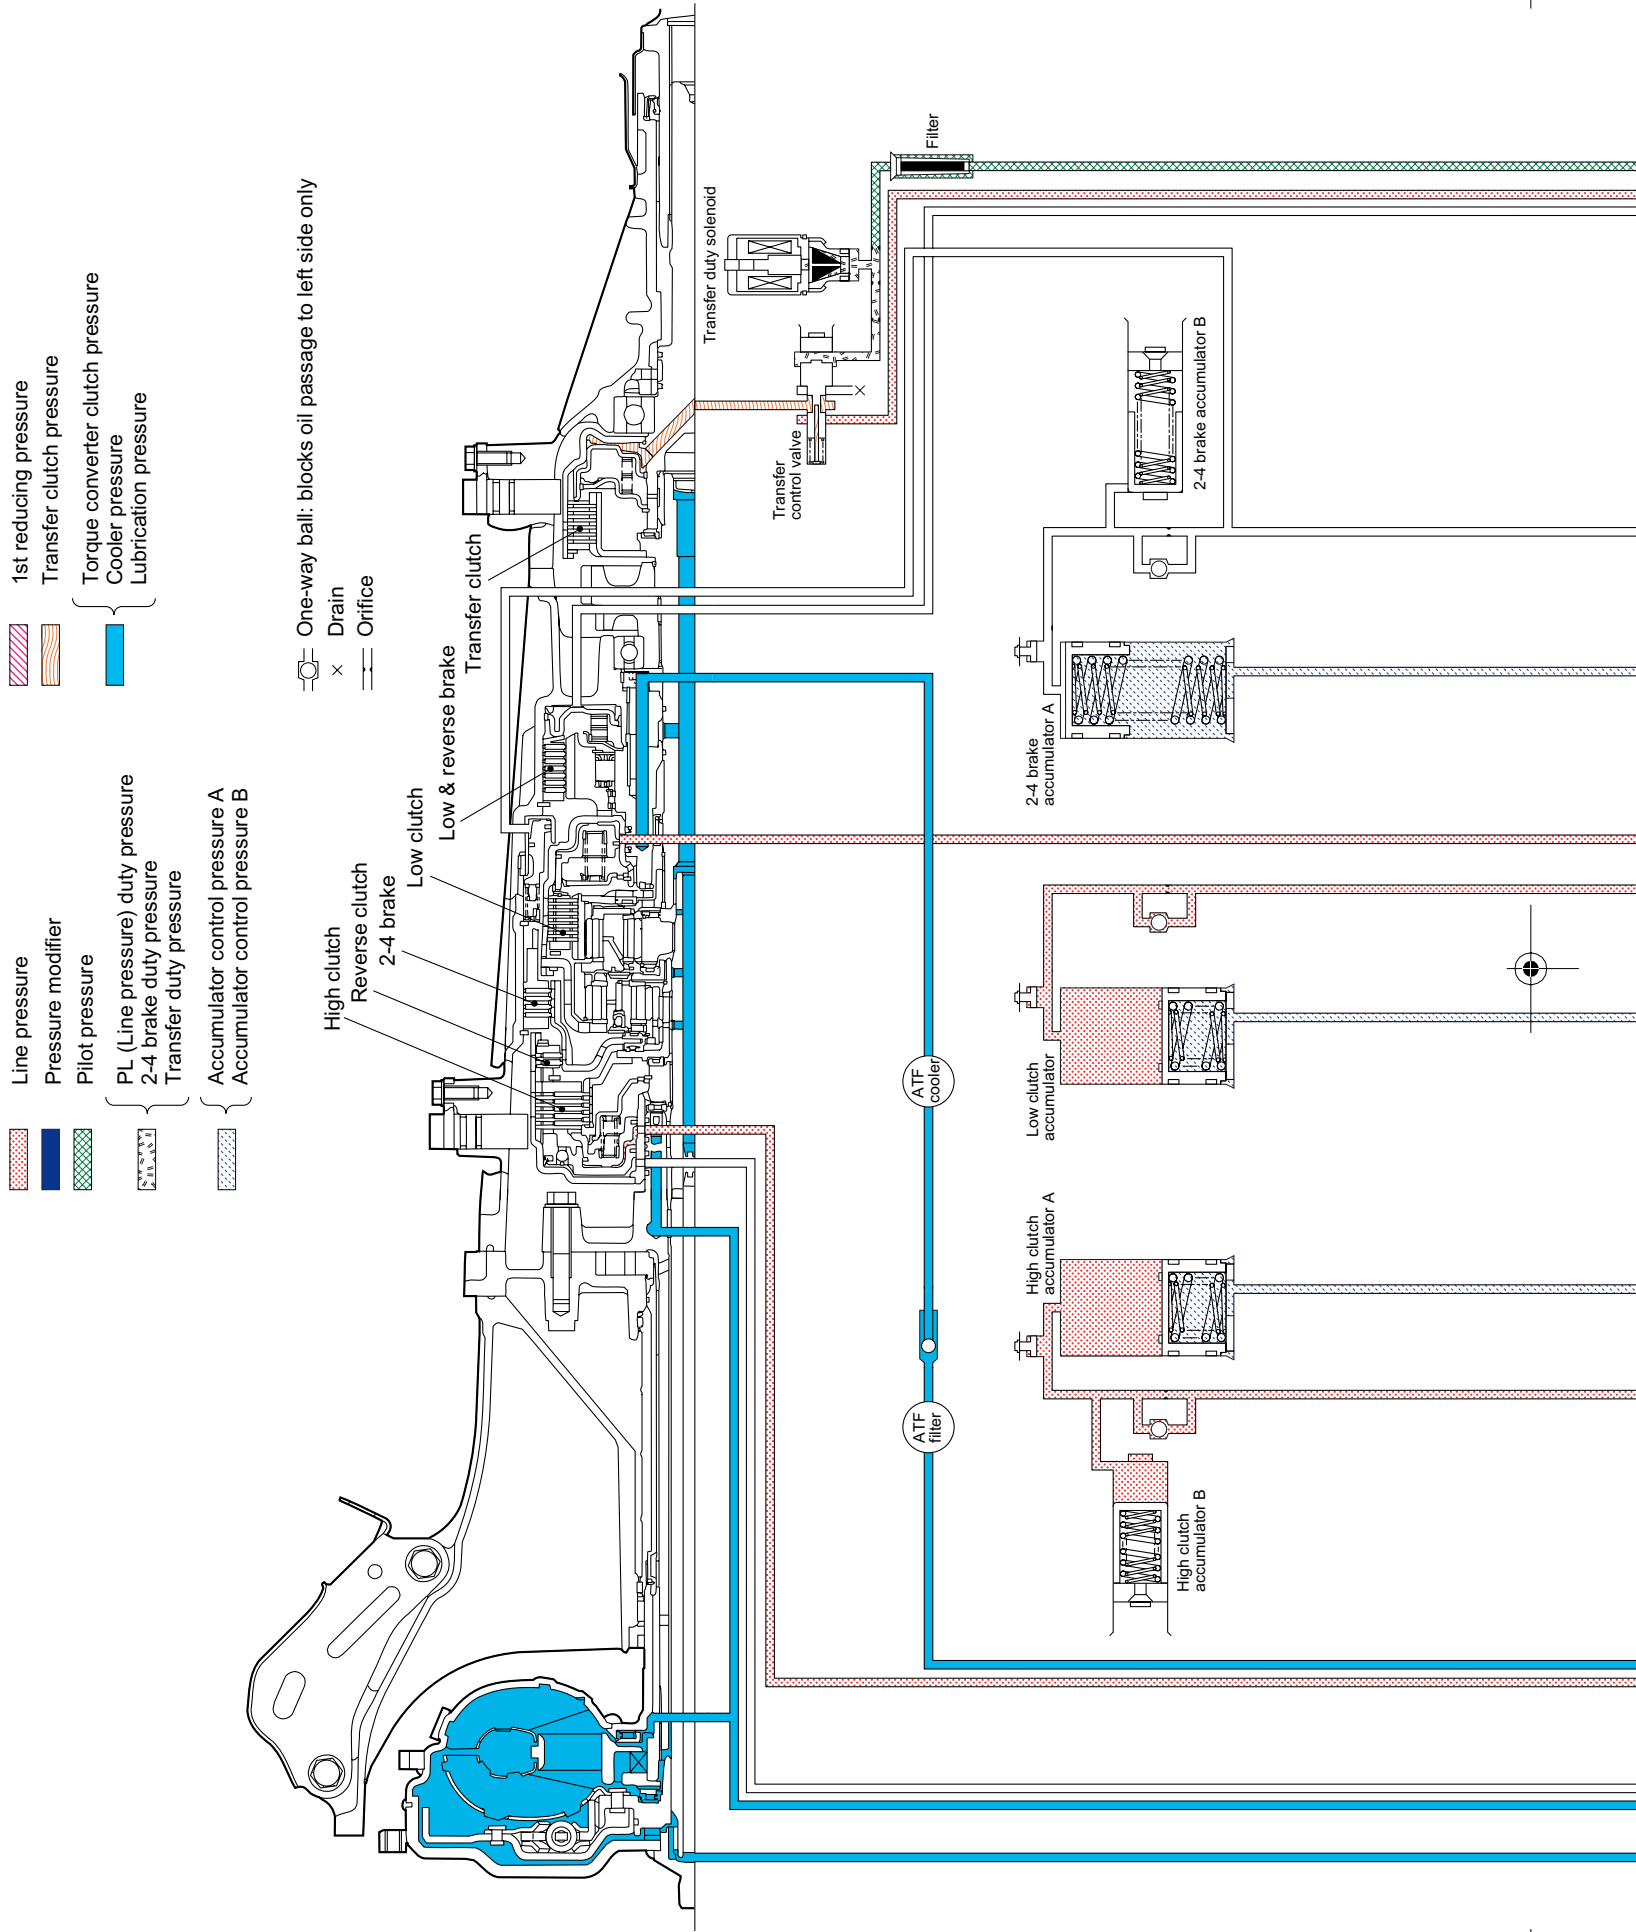 Line pressure
Pressure modifier
Pilot pressure
PL (Line pressure) duty pressure
2-4 brake duty pressure
Transfer duty pressure
Accumulator control pressure A
Accumulator control pressure B
1st reducing pressure
Transfer clutch pressure
Torque converter clutch pressure
Cooler pressure
Lubrication pressure
One-way ball: blocks oil passage to left side only
Drain
Orifice
High clutch
Reverse clutch
2-4 brake
Low clutch
Low & reverse brake
Transfer clutch
Transfer duty solenoid
Filter
Transfer
control valve
ATF
filter
ATF
cooler
High clutch
accumulator B
High clutch
accumulator A
Low clutch
accumulator
2-4 brake
accumulator A
2-4 brake accumulator B